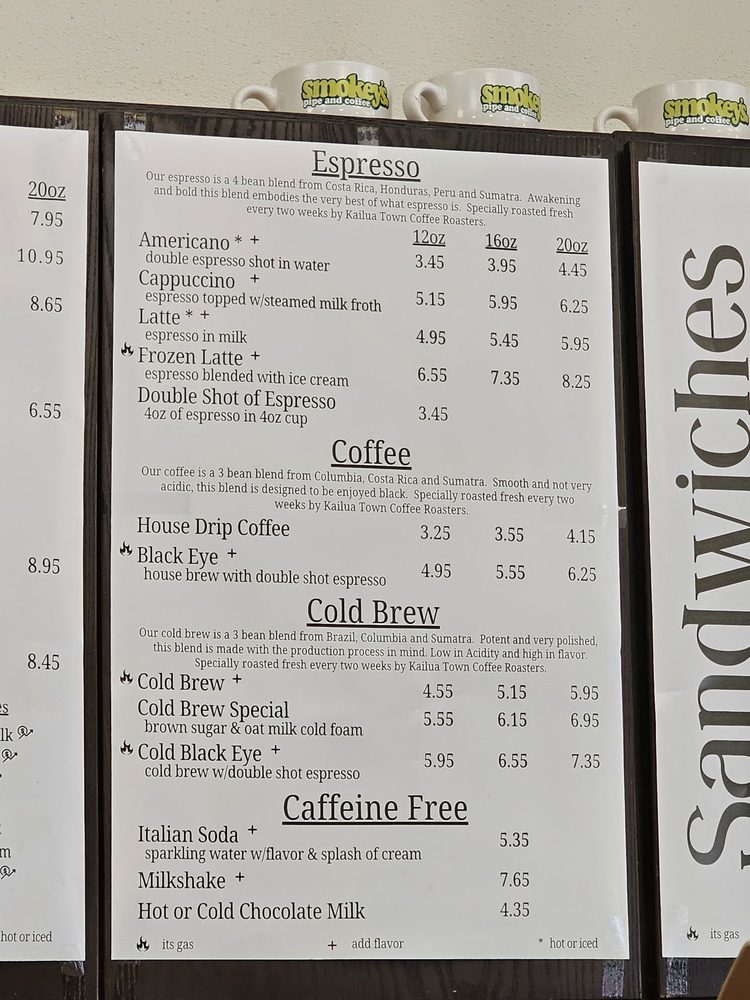 smokey's
pipe and coffee
smoke
pipe and coffee
smokey's
pipe and coffee
20oz
7.95
10.95
8.65
6.55
8.95
8.45
es
lk
m
hot or iced
Espresso
Our espresso is a 4 bean blend from Costa Rica, Honduras, Peru and Sumatra. Awakening
and bold this blend embodies the very best of what espresso is. Specially roasted fresh
every two weeks by Kailua Town Coffee Roasters.
12oz 16oz 20oz
Americano * + 3.45 3.95 4.45
double espresso shot in water
Cappuccino + 5.15 5.95 6.25
espresso topped w/steamed milk froth
Latte * + 4.95 5.45 5.95
espresso in milk
Frozen Latte + 6.55 7.35 8.25
espresso blended with ice cream
Double Shot of Espresso 3.45
4oz of espresso in 4oz cup
Coffee
Our coffee is a 3 bean blend from Columbia, Costa Rica and Sumatra. Smooth and not very
acidic, this blend is designed to be enjoyed black. Specially roasted fresh every two
weeks by Kailua Town Coffee Roasters.
House Drip Coffee 3.25 3.55 4.15
Black Eye + 4.95 5.55 6.25
house brew with double shot espresso
Cold Brew
Our cold brew is a 3 bean blend from Brazil, Columbia and Sumatra. Potent and very polished,
this blend is made with the production process in mind. Low in Acidity and high in flavor.
Specially roasted fresh every two weeks by Kailua Town Coffee Roasters.
Cold Brew + 4.55 5.15 5.95
Cold Brew Special 5.55 6.15 6.95
brown sugar & oat milk cold foam
Cold Black Eye + 5.95 6.55 7.35
cold brew w/double shot espresso
Caffeine Free
Italian Soda + 5.35
sparkling water w/flavor & splash of cream
Milkshake + 7.65
Hot or Cold Chocolate Milk 4.35
its gas + add flavor * hot or iced
Sandwiches
its gas